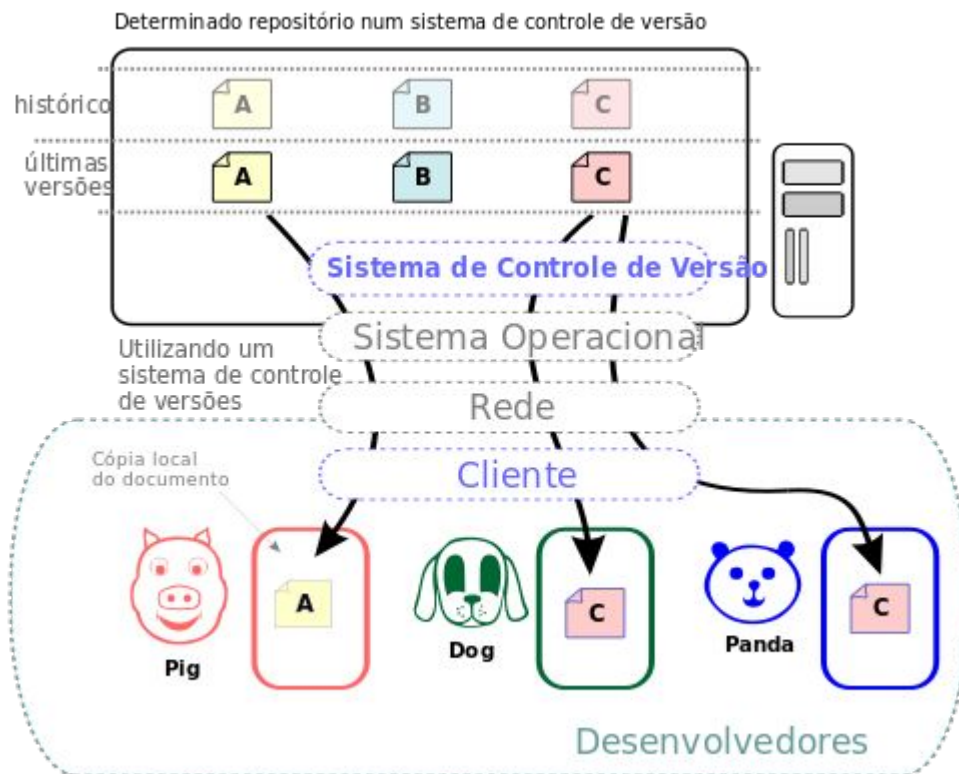 Determinado repositório num sistema de controle de versão
histórico
A
B
C
últimas
versões
A
B
C
Sistema de Controle de Versão
Sistema Operacional
Utilizando um
sistema de controle
de versões
Rede
Cliente
Cópia local
do documento
A
C
C
Pig
Dog
Panda
Desenvolvedores